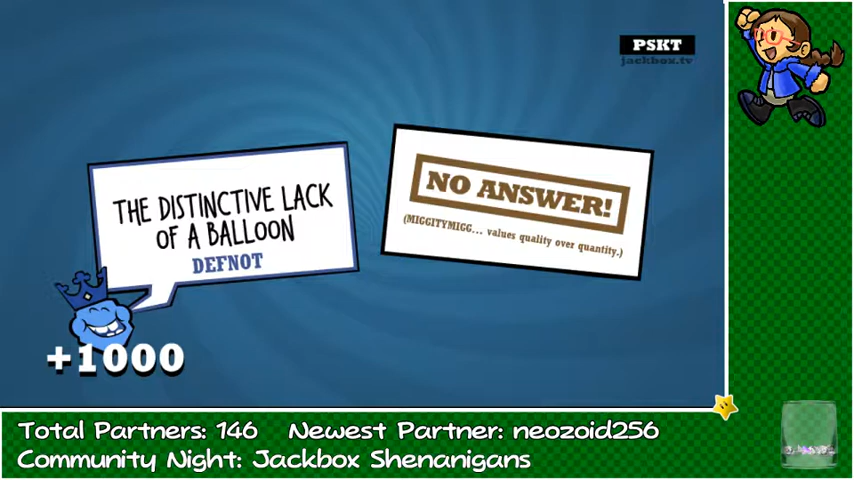 PSKT
jackbox.tv
THE DISTINCTIVE LACK
OF A BALLOON
DEFNOT
NO ANSWER!
(MIGGITYMIGG... values quality over quantity.)
+1000
Total Partners: 146 Newest Partner: neozoid256
Community Night: Jackbox Shenanigans